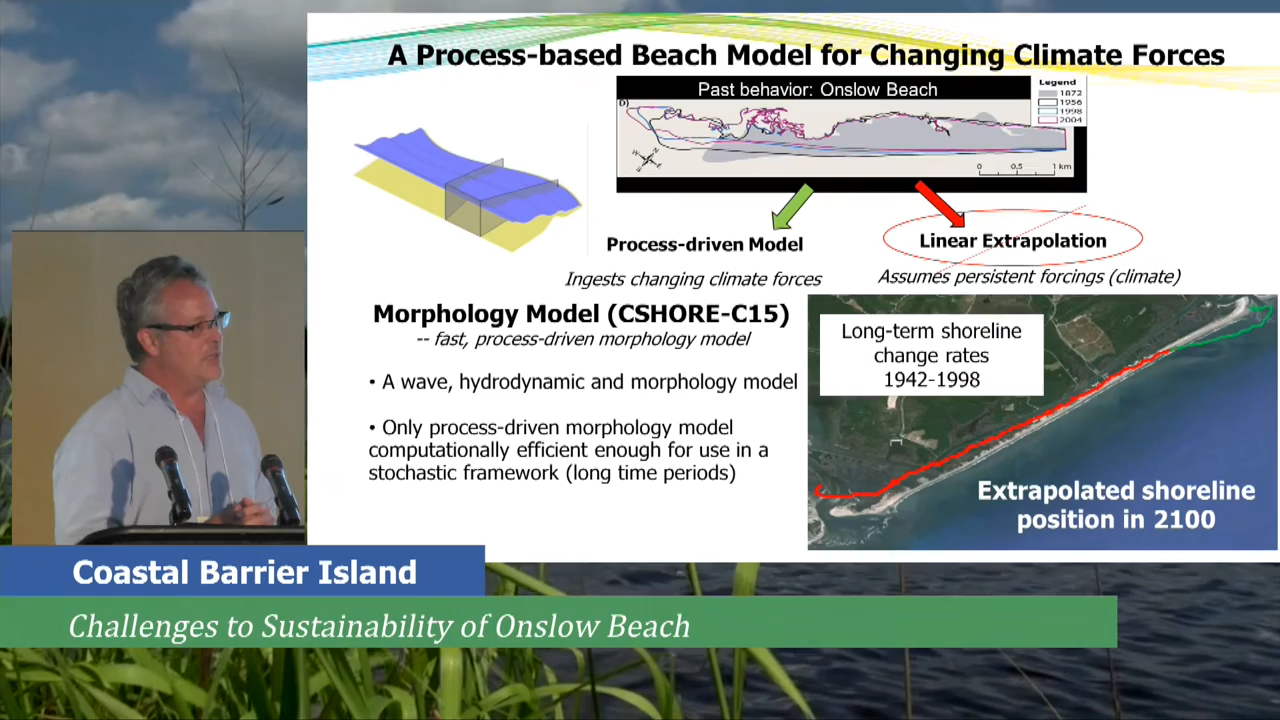 A Process-based Beach Model for Changing Climate Forces
Past behavior: Onslow Beach
D)
Legend
1872
1956
1998
2004
N
E
S
W
0 0.5 1 km
Process-driven Model
Ingests changing climate forces
Linear Extrapolation
Assumes persistent forcings (climate)
Morphology Model (CSHORE-C15)
-- fast, process-driven morphology model
• A wave, hydrodynamic and morphology model
• Only process-driven morphology model
computationally efficient enough for use in a
stochastic framework (long time periods)
Long-term shoreline
change rates
1942-1998
Extrapolated shoreline
position in 2100
Coastal Barrier Island
Challenges to Sustainability of Onslow Beach